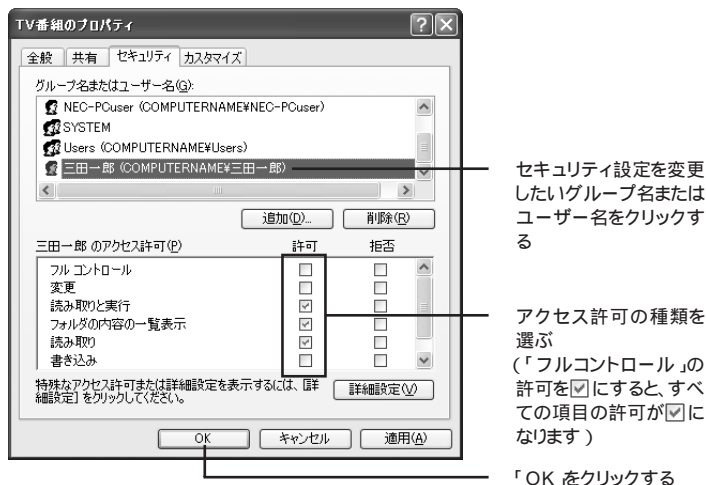 TV番組のプロパティ
全般 共有 セキュリティ カスタマイズ
グループ名またはユーザー名(G):
NEC-PCuser (COMPUTERNAME¥NEC-PCuser)
SYSTEM
Users (COMPUTERNAME¥Users)
三田一郎 (COMPUTERNAME¥三田一郎)
追加(D)... 削除(R)
三田一郎 のアクセス許可(P) 許可 拒否
フル コントロール
変更
読み取りと実行
フォルダの内容の一覧表示
読み取り
書き込み
特殊なアクセス許可または詳細設定を表示するには、[詳
細設定] をクリックしてください。
詳細設定(V)
OK キャンセル 適用(A)
セキュリティ設定を変更
したいグループ名または
ユーザー名をクリックす
る
アクセス許可の種類を
選ぶ
(「フルコントロール」の
許可を☑にすると、すべ
ての項目の許可が☑に
なります)
「OK をクリックする